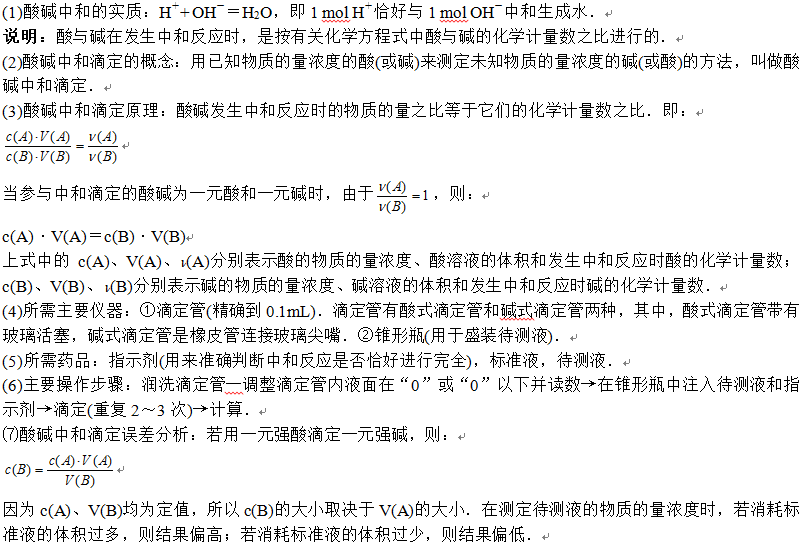 (1)酸碱中和的实质：H⁺+OH⁻＝H₂O，即 1 mol H⁺恰好与 1 mol OH⁻中和生成水．
说明：酸与碱在发生中和反应时，是按有关化学方程式中酸与碱的化学计量数之比进行的．
(2)酸碱中和滴定的概念：用已知物质的量浓度的酸(或碱)来测定未知物质的量浓度的碱(或酸)的方法，叫做酸
碱中和滴定．
(3)酸碱中和滴定原理：酸碱发生中和反应时的物质的量之比等于它们的化学计量数之比．即：
c(A)·V(A)/c(B)·V(B)=ν(A)/ν(B)
当参与中和滴定的酸碱为一元酸和一元碱时，由于ν(A)/ν(B)=1，则：
c(A)·V(A)＝c(B)·V(B)
上式中的 c(A)、V(A)、ν(A)分别表示酸的物质的量浓度、酸溶液的体积和发生中和反应时酸的化学计量数；
c(B)、V(B)、ν(B)分别表示碱的物质的量浓度、碱溶液的体积和发生中和反应时碱的化学计量数．
(4)所需主要仪器：①滴定管(精确到 0.1mL)．滴定管有酸式滴定管和碱式滴定管两种，其中，酸式滴定管带有
玻璃活塞，碱式滴定管是橡皮管连接玻璃尖嘴．②锥形瓶(用于盛装待测液)．
(5)所需药品：指示剂(用来准确判断中和反应是否恰好进行完全)，标准液，待测液．
(6)主要操作步骤：润洗滴定管一调整滴定管内液面在“0”或“0”以下并读数→在锥形瓶中注入待测液和指
示剂→滴定(重复 2～3 次)→计算．
⑺酸碱中和滴定误差分析：若用一元强酸滴定一元强碱，则：
c(B)=c(A)·V(A)/V(B)
因为 c(A)、V(B)均为定值，所以 c(B)的大小取决于 V(A)的大小．在测定待测液的物质的量浓度时，若消耗标
准液的体积过多，则结果偏高；若消耗标准液的体积过少，则结果偏低．